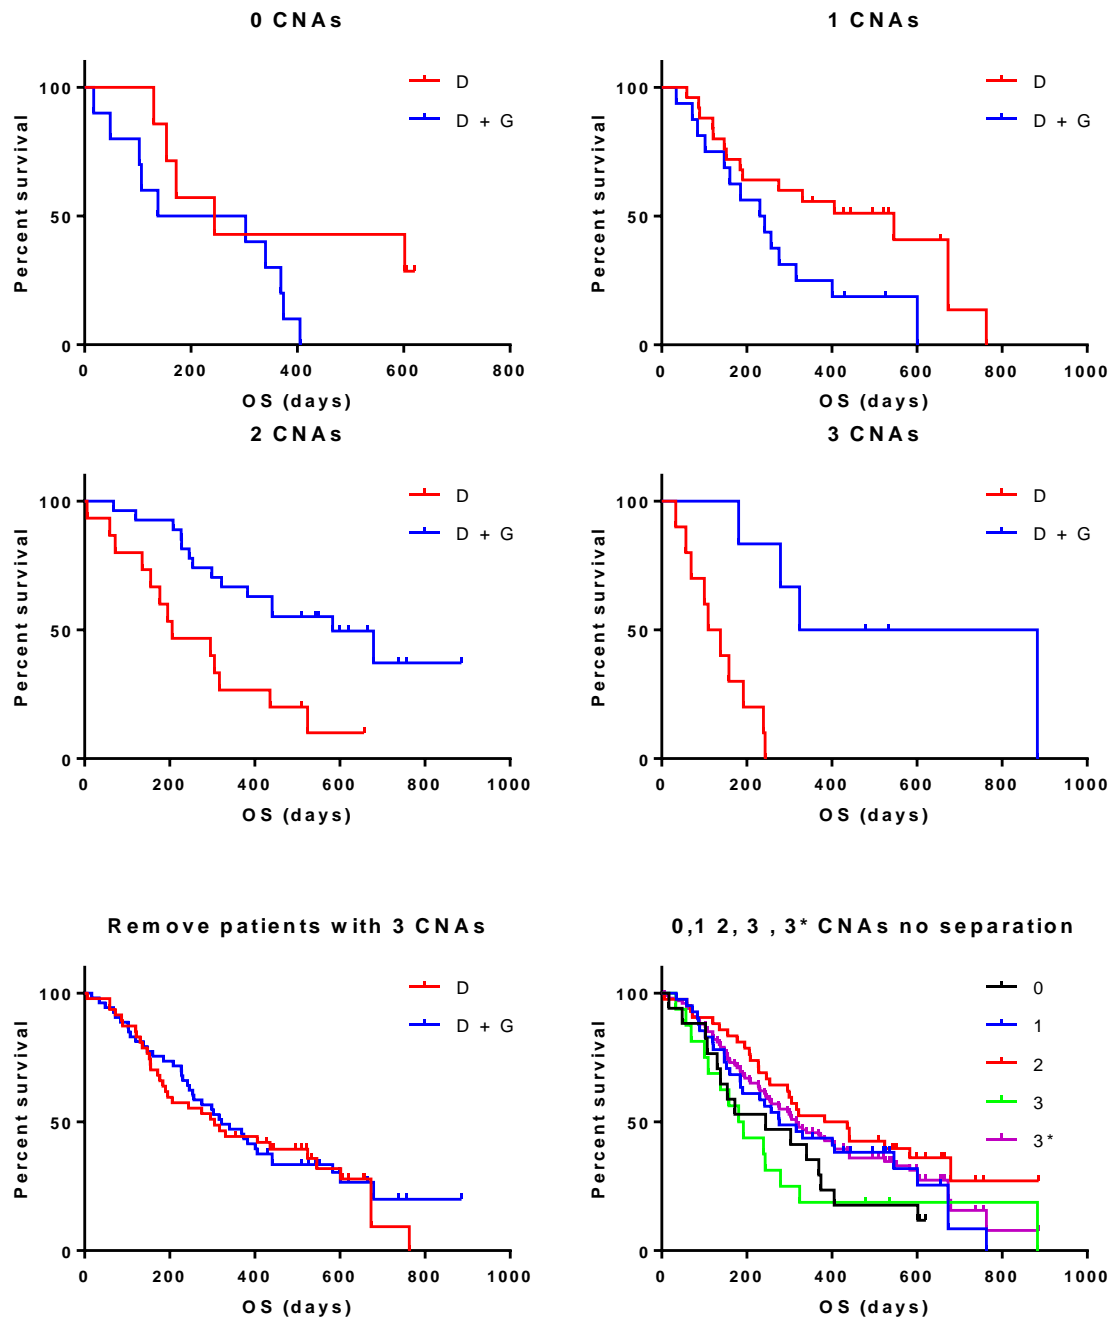 0 CNAs
Percent survival
100
50
0
0 200 400 600 800
OS (days)
D
D + G
1 CNAs
Percent survival
100
50
0
0 200 400 600 800 1000
OS (days)
D
D + G
2 CNAs
Percent survival
100
50
0
0 200 400 600 800 1000
OS (days)
D
D + G
3 CNAs
Percent survival
100
50
0
0 200 400 600 800 1000
OS (days)
D
D + G
Remove patients with 3 CNAs
Percent survival
100
50
0
0 200 400 600 800 1000
OS (days)
D
D + G
0,1 2, 3 , 3* CNAs no separation
Percent survival
100
50
0
0 200 400 600 800 1000
OS (days)
0
1
2
3
3*